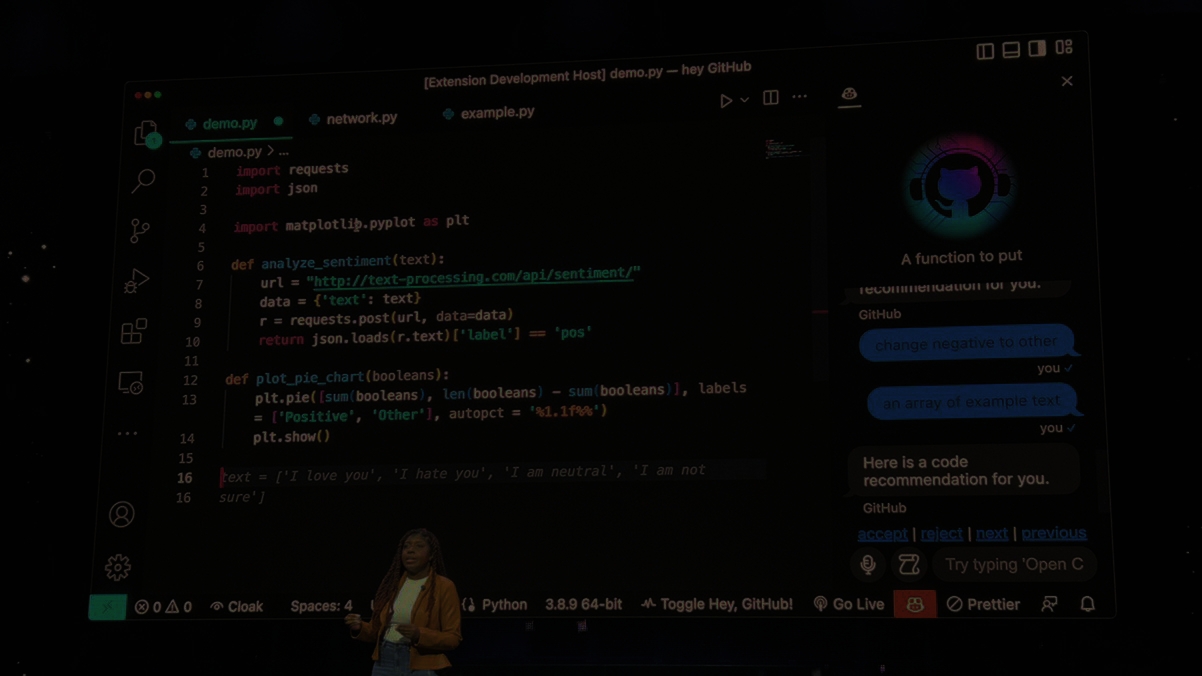 [Extension Development Host] demo.py — hey GitHub
demo.py
network.py
example.py
demo.py > ...
1 import requests
2 import json
3
4 import matplotlib.pyplot as plt
5
6 def analyze_sentiment(text):
7 url = "http://text-processing.com/api/sentiment/"
8 data = {'text': text}
9 r = requests.post(url, data=data)
10 return json.loads(r.text)['label'] == 'pos'
11
12 def plot_pie_chart(booleans):
13 plt.pie([sum(booleans), len(booleans) - sum(booleans)], labels
= ['Positive', 'Other'], autopct = '%1.1f%%')
14 plt.show()
15
16 text = ['I love you', 'I hate you', 'I am neutral', 'I am not
16 sure']
A function to put
recommendation for you.
GitHub
change negative to other
you ✓
an array of example text
you ✓
Here is a code
recommendation for you.
GitHub
accept | reject | next | previous
Try typing 'Open C
0 0 Cloak Spaces: 4 Python 3.8.9 64-bit Toggle Hey, GitHub! Go Live Prettier